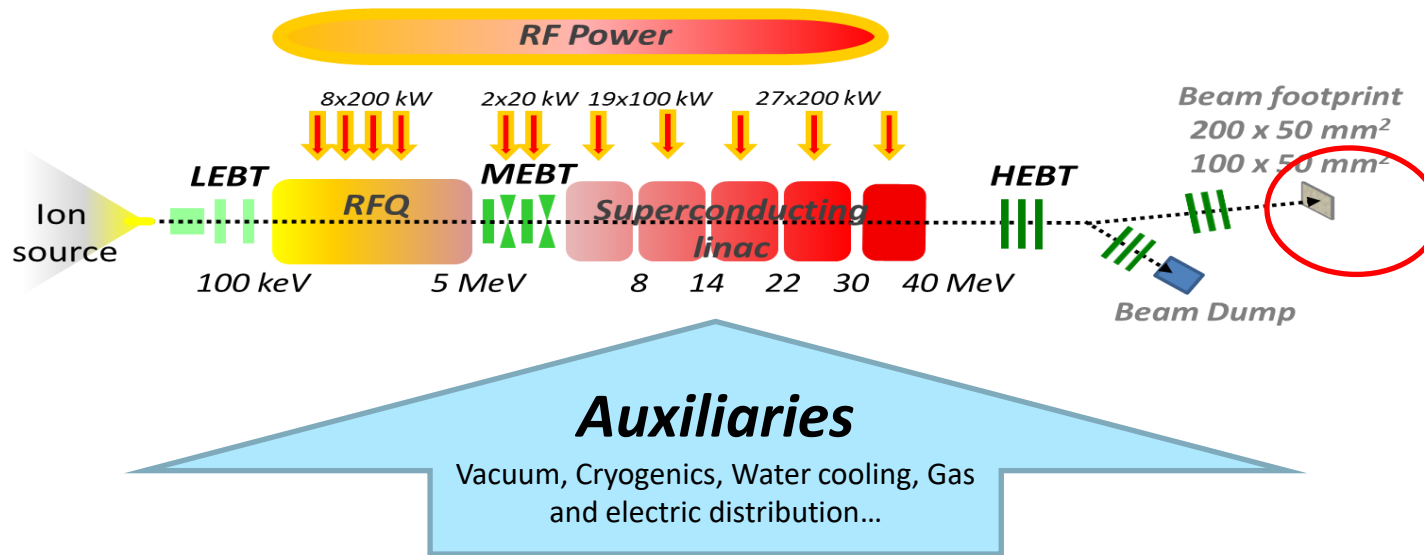 RF Power
8x200 kW
2x20 kW
19x100 kW
27x200 kW
Beam footprint
200 x 50 mm²
100 x 50 mm²
LEBT
MEBT
HEBT
RFQ
Ion
source
Superconducting
linac
100 keV
5 MeV
8
14
22
30
40 MeV
Beam Dump
Auxiliaries
Vacuum, Cryogenics, Water cooling, Gas
and electric distribution...